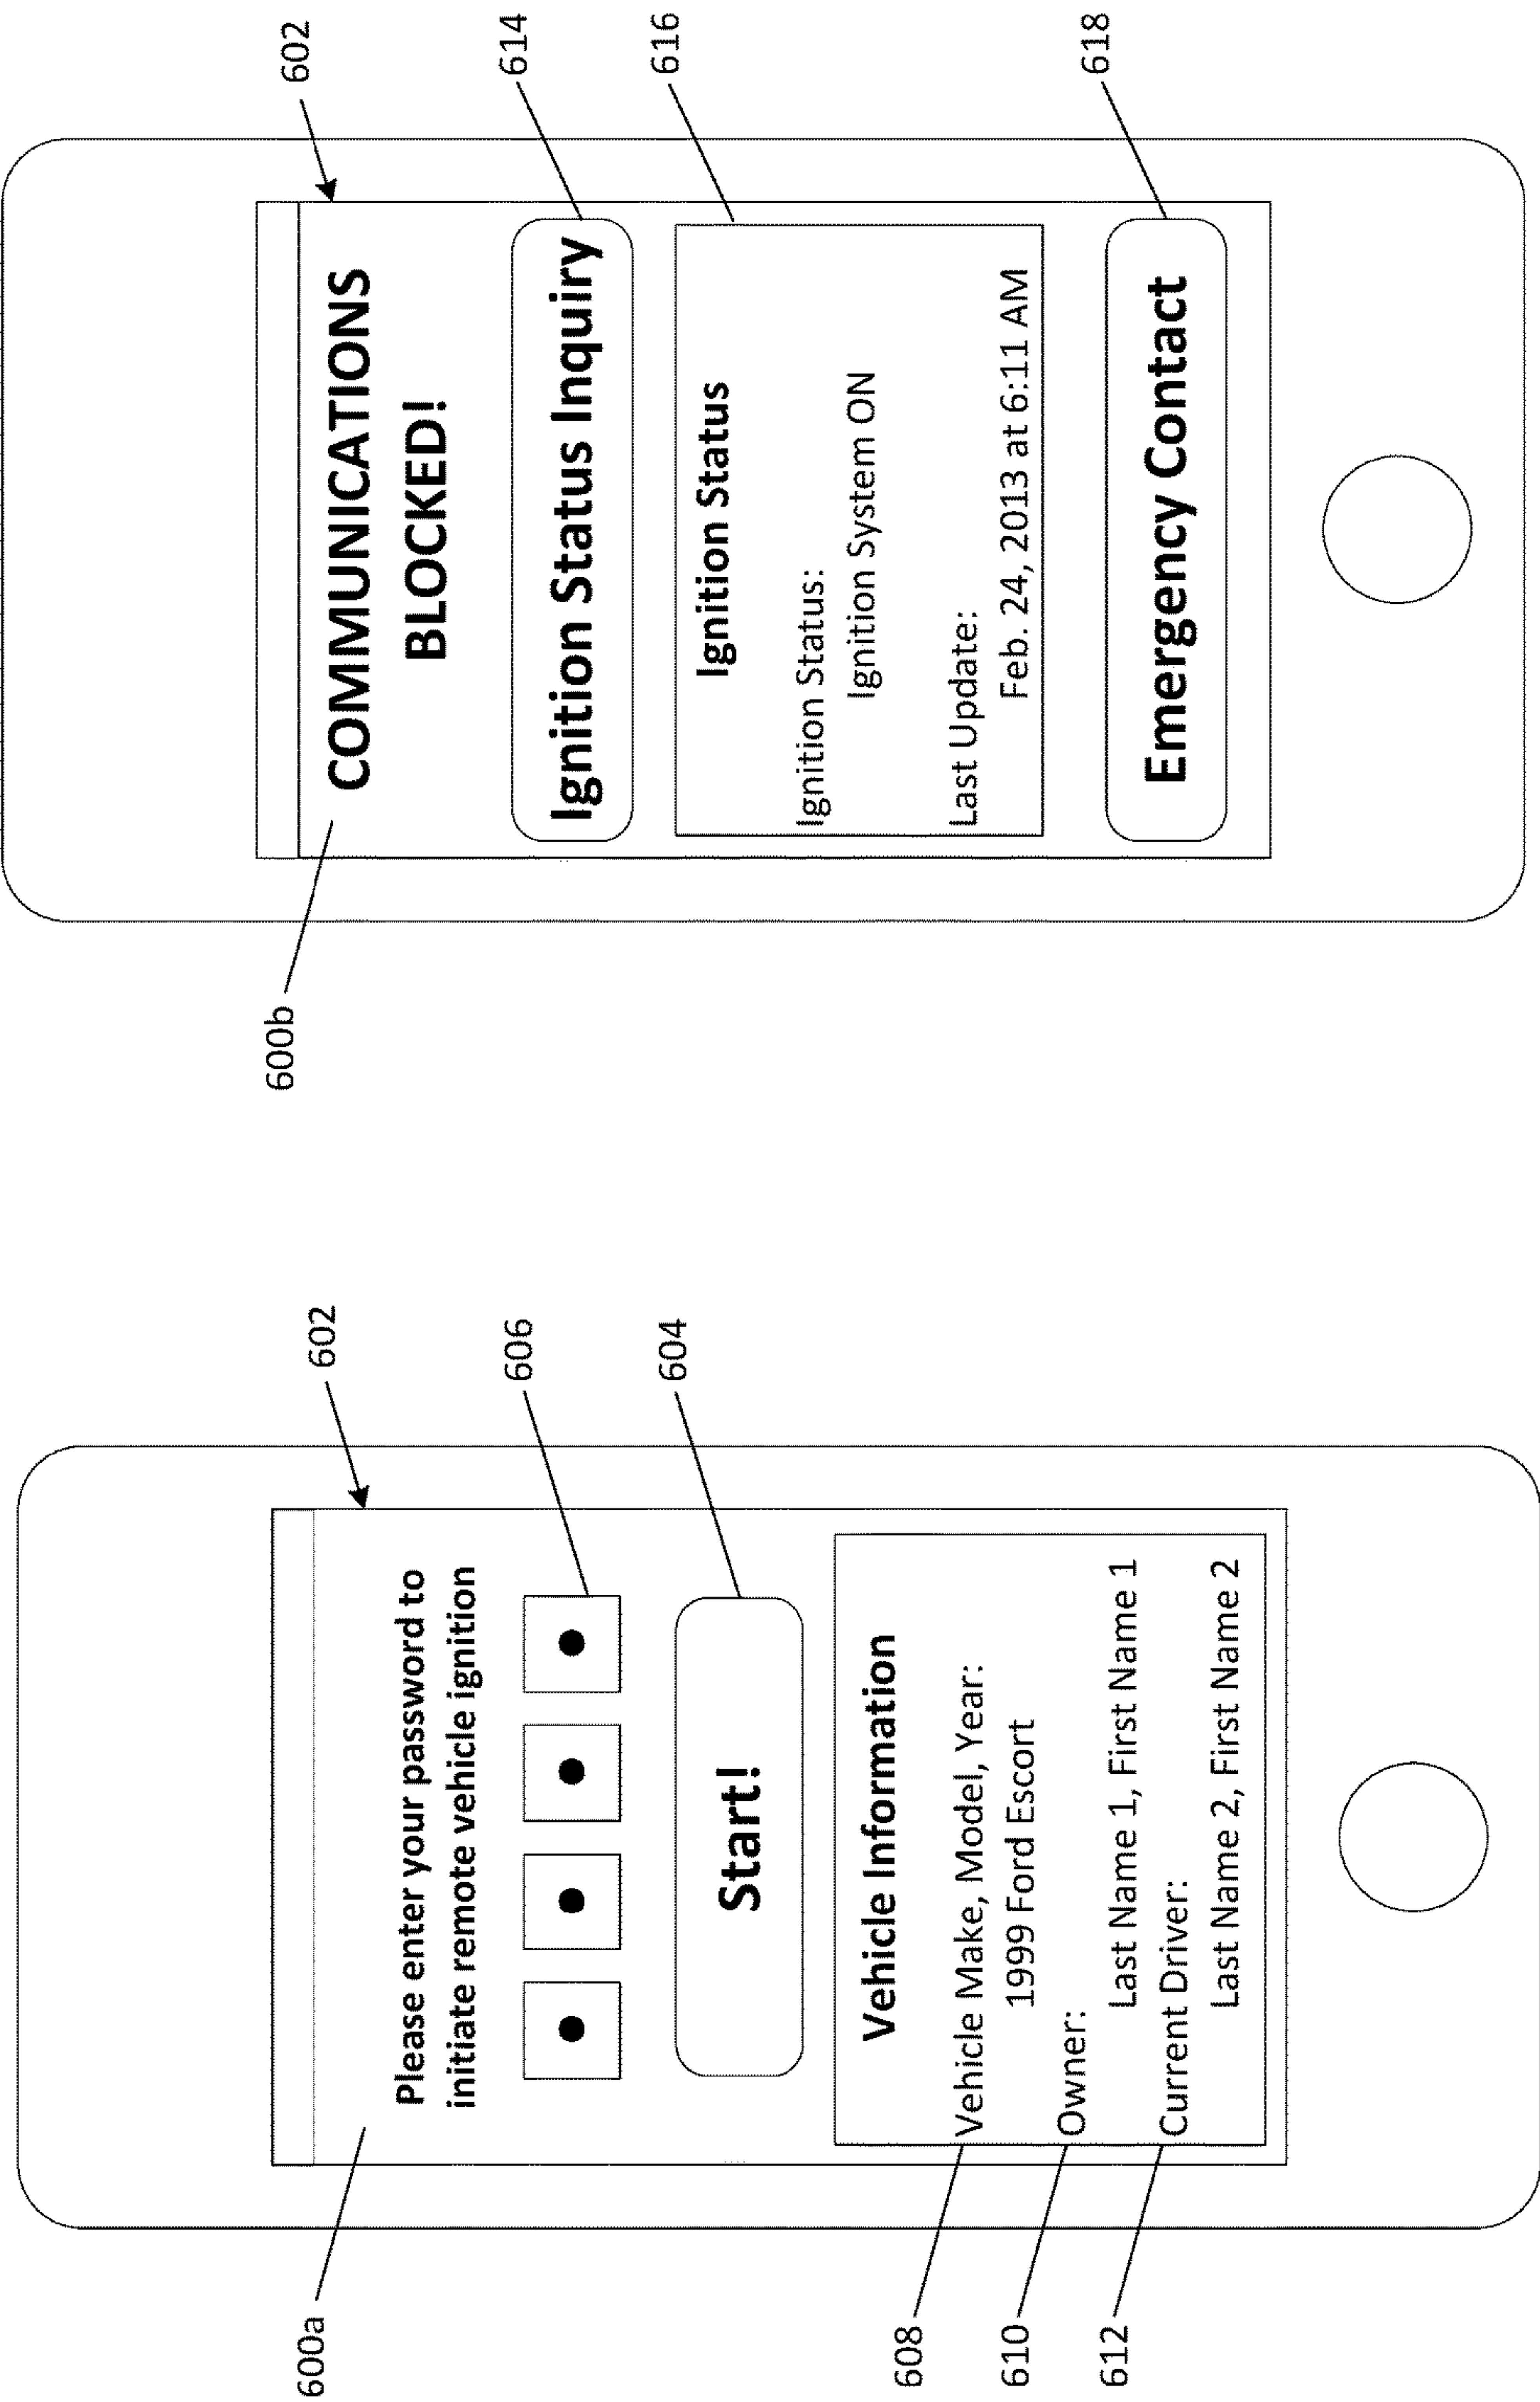 600a
602
Please enter your password to
initiate remote vehicle ignition
606
Start!
604
Vehicle Information
608
Vehicle Make, Model, Year:
1999 Ford Escort
610
Owner:
Last Name 1, First Name 1
612
Current Driver:
Last Name 2, First Name 2
600b
602
COMMUNICATIONS
BLOCKED!
Ignition Status Inquiry
614
Ignition Status
616
Ignition Status:
Ignition System ON
Last Update:
Feb. 24, 2013 at 6:11 AM
Emergency Contact
618